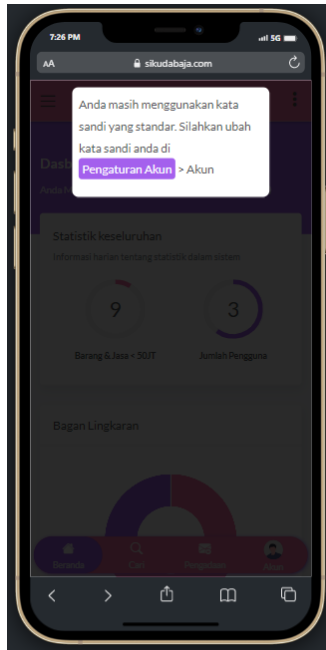 7:26 PM
5G
AA
sikudabaja.com
Anda masih menggunakan kata
sandi yang standar. Silahkan ubah
kata sandi anda di
Pengaturan Akun > Akun
Dasb
Anda h
Statistik keseluruhan
Informasi harian tentang statistik dalam sistem
9
3
Barang & Jasa < 50JT
Jumlah Pengguna
Bagan Lingkaran
Beranda
Cari
Akun